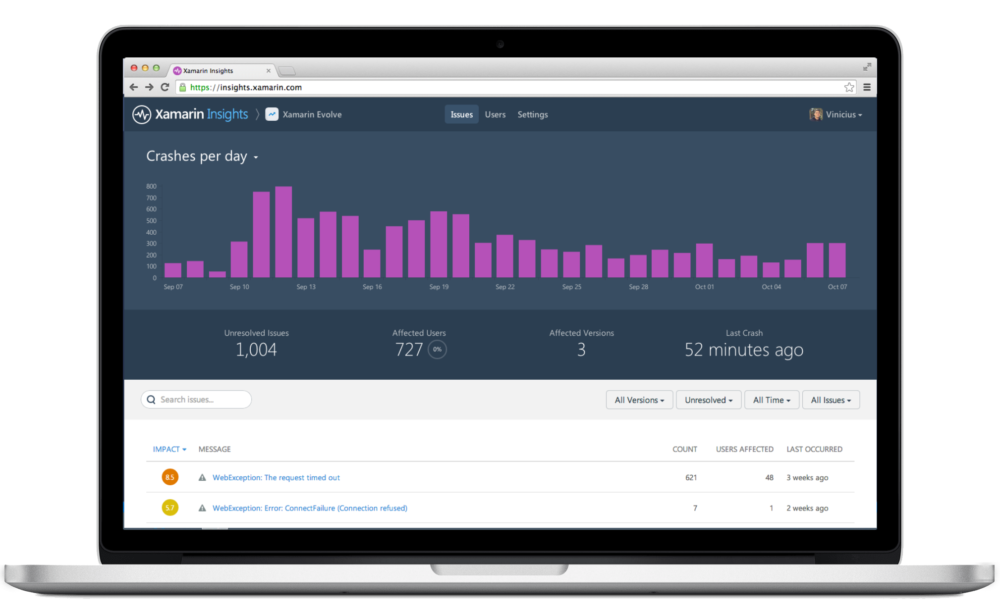 Xamarin Insights
https://insights.xamarin.com
Xamarin Insights Xamarin Evolve Issues Users Settings Vinicius
Crashes per day
800
700
600
500
400
300
200
100
0
Sep 07 Sep 10 Sep 13 Sep 16 Sep 19 Sep 22 Sep 25 Sep 28 Oct 01 Oct 04 Oct 07
Unresolved Issues Affected Users Affected Versions Last Crash
1,004 727 0% 3 52 minutes ago
Search issues... All Versions Unresolved All Time All Issues
IMPACT MESSAGE COUNT USERS AFFECTED LAST OCCURRED
8.5 WebException: The request timed out 621 48 3 weeks ago
5.7 WebException: Error: ConnectFailure (Connection refused) 7 1 2 weeks ago